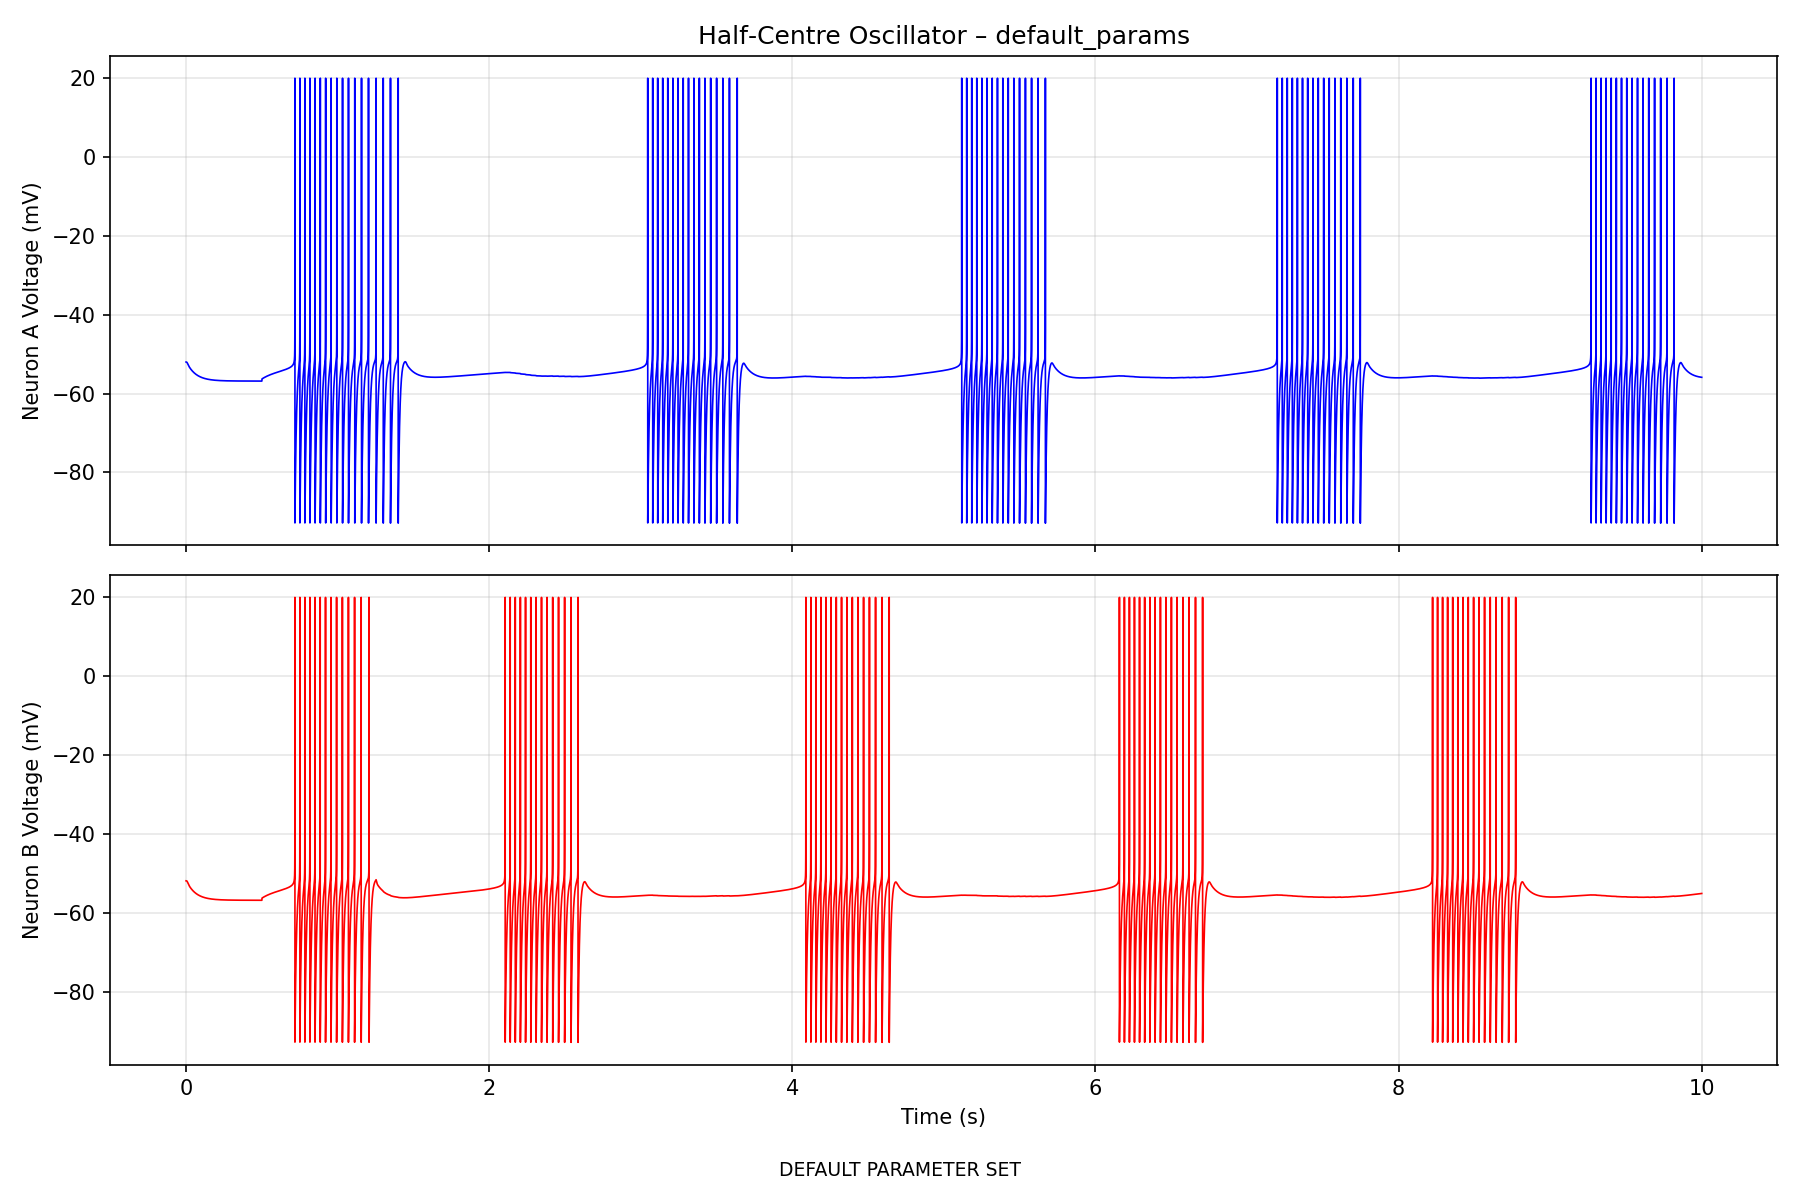 Half-Centre Oscillator – default_params
20
0
−20
−40
−60
−80
Neuron A Voltage (mV)
20
0
−20
−40
−60
−80
Neuron B Voltage (mV)
0 2 4 6 8 10
Time (s)
DEFAULT PARAMETER SET